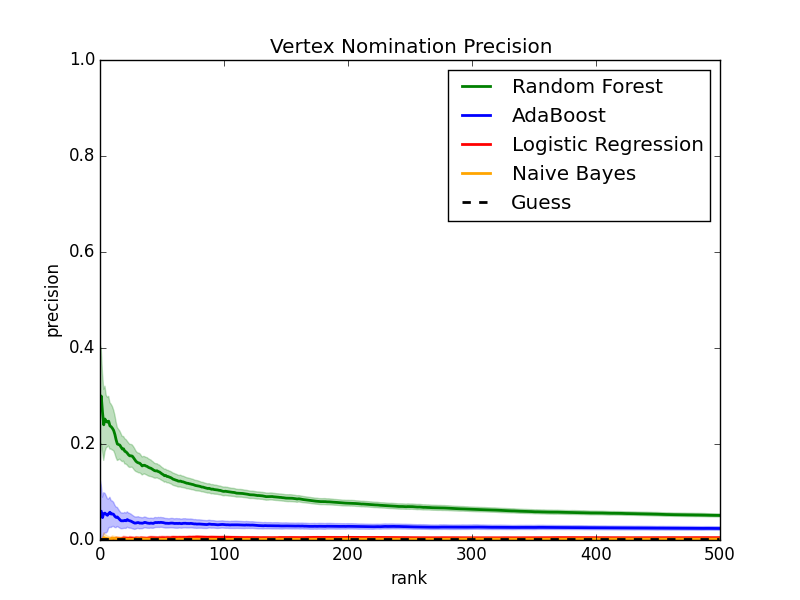 Vertex Nomination Precision
1.0
0.8
0.6
0.4
0.2
0.0
precision
Random Forest
AdaBoost
Logistic Regression
Naive Bayes
Guess
0
100
200
300
400
500
rank